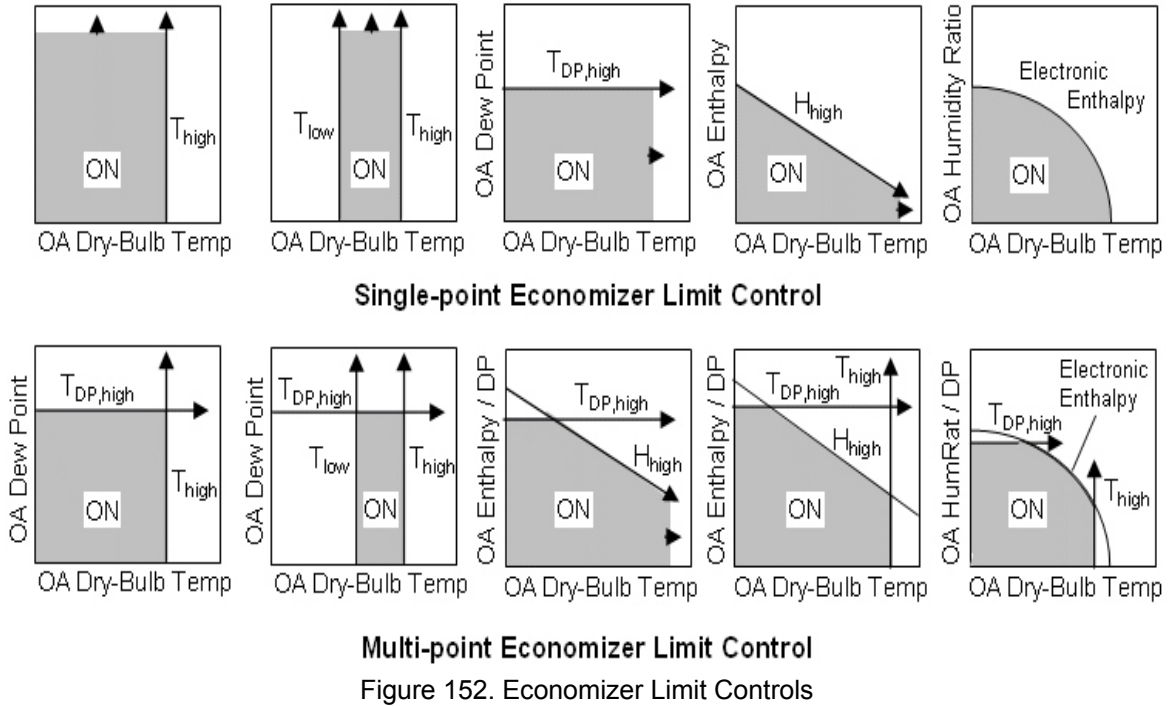 T_high
ON
OA Dry-Bulb Temp
T_low
T_high
ON
OA Dry-Bulb Temp
OA Dew Point
T_DP,high
ON
OA Dry-Bulb Temp
OA Enthalpy
H_high
ON
OA Dry-Bulb Temp
OA Humidity Ratio
Electronic
Enthalpy
ON
OA Dry-Bulb Temp
Single-point Economizer Limit Control
OA Dew Point
T_DP,high
T_high
ON
OA Dry-Bulb Temp
OA Dew Point
T_DP,high
T_low
T_high
ON
OA Dry-Bulb Temp
OA Enthalpy / DP
T_DP,high
H_high
ON
OA Dry-Bulb Temp
OA Enthalpy / DP
T_high
T_DP,high
H_high
ON
OA Dry-Bulb Temp
OA HumRat / DP
Electronic
Enthalpy
T_DP,high
T_high
ON
OA Dry-Bulb Temp
Multi-point Economizer Limit Control
Figure 152. Economizer Limit Controls